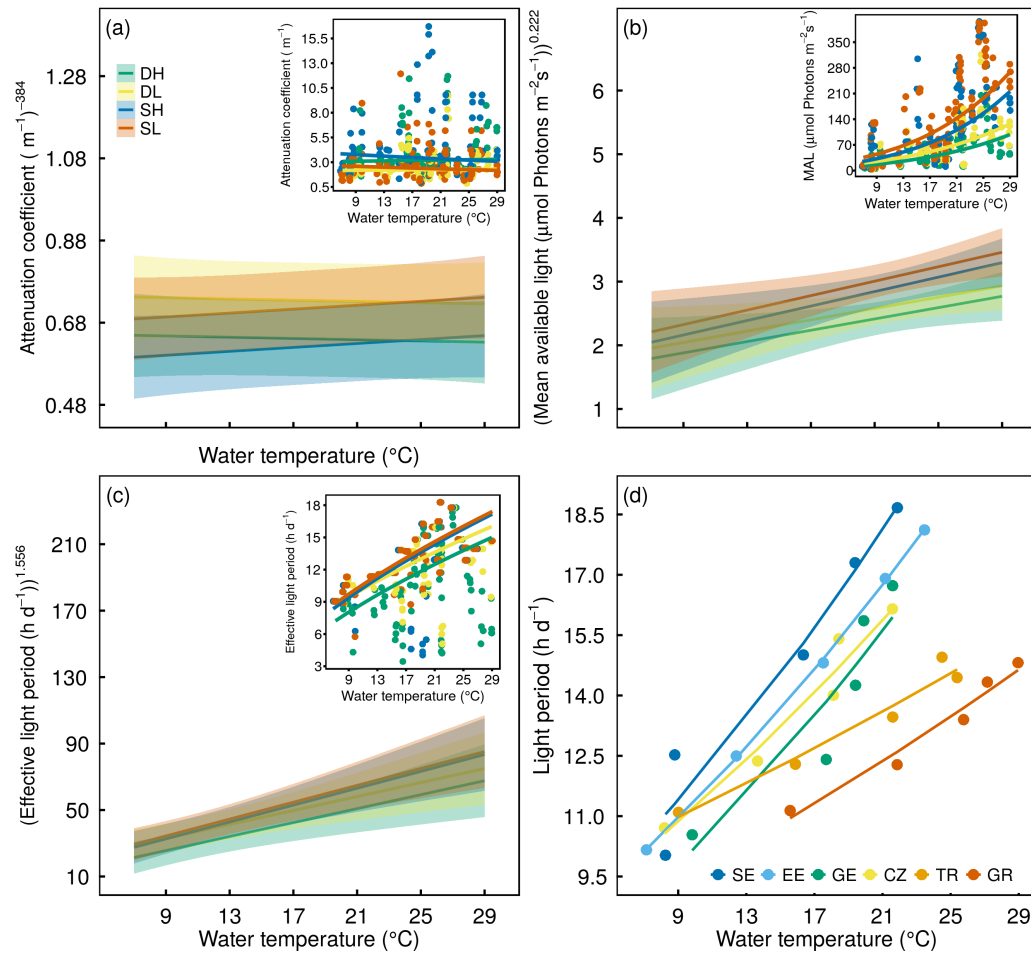 (a)
Attenuation coefficient ( m⁻¹)⁻³⁸⁴
1.28
1.08
0.88
0.68
0.48
DH
DL
SH
SL
Attenuation coefficient ( m⁻¹)
15.5
13.0
10.5
8.0
5.5
3.0
0.5
9 13 17 21 25 29
Water temperature (°C)
Water temperature (°C)
(b)
(Mean available light (µmol Photons m⁻²s⁻¹))⁰·²²²
6
5
4
3
2
1
MAL (µmol Photons m⁻²s⁻¹)
350
280
210
140
70
0
9 13 17 21 25 29
Water temperature (°C)
(c)
(Effective light period (h d⁻¹))¹·⁵⁵⁶
210
170
130
90
50
10
Effective light period (h d⁻¹)
18
15
12
9
6
3
9 13 17 21 25 29
Water temperature (°C)
9 13 17 21 25 29
Water temperature (°C)
(d)
Light period (h d⁻¹)
18.5
17.0
15.5
14.0
12.5
11.0
9.5
SE EE GE CZ TR GR
9 13 17 21 25 29
Water temperature (°C)